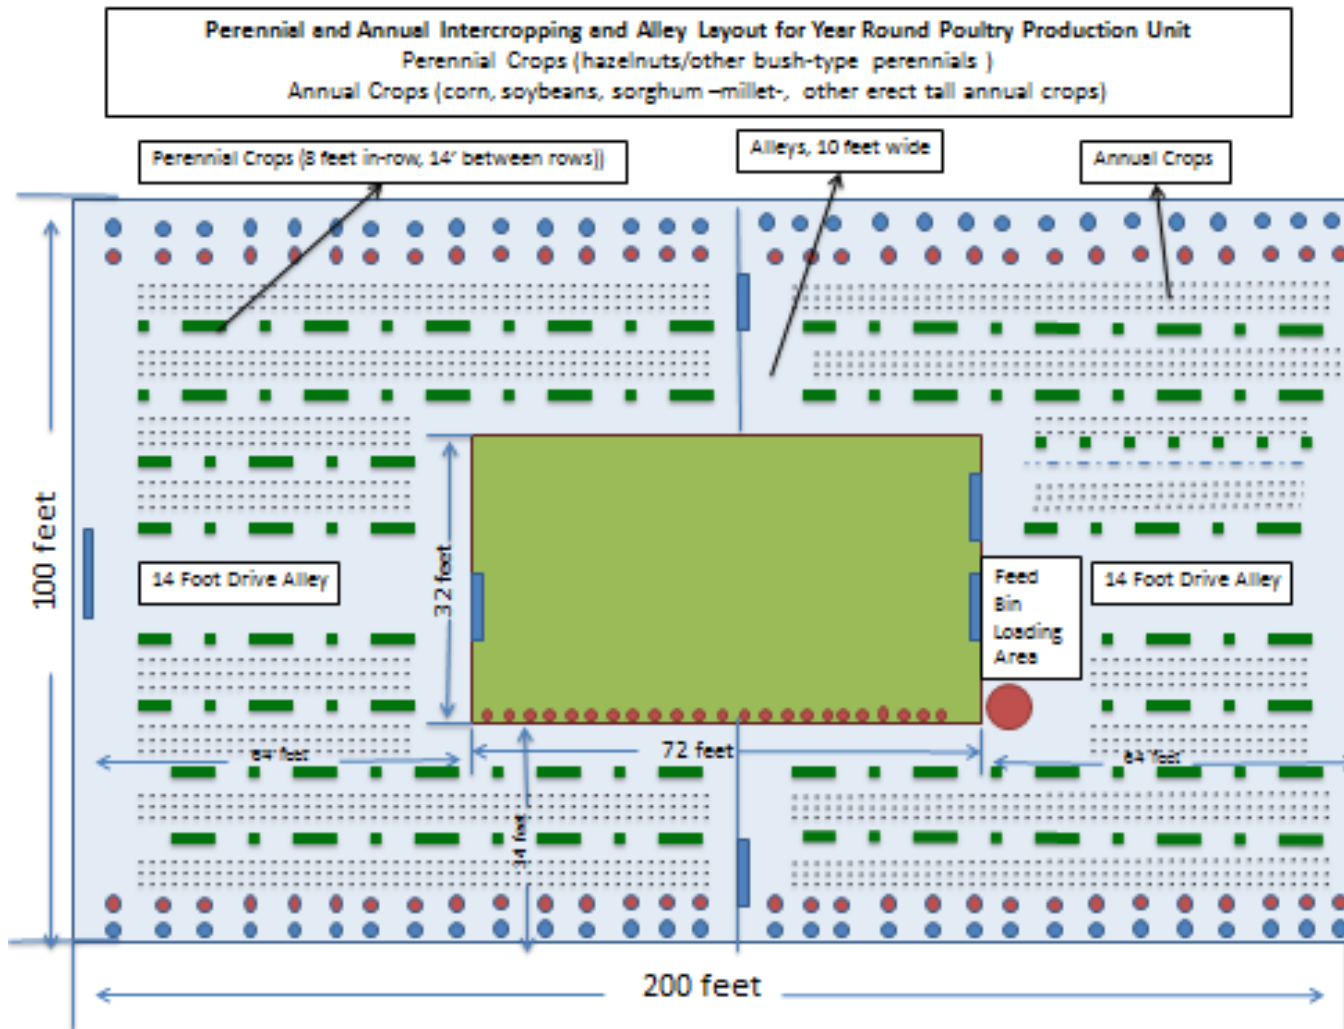 Perennial and Annual Intercropping and Alley Layout for Year Round Poultry Production Unit
Perennial Crops (hazelnuts/other bush-type perennials )
Annual Crops (corn, soybeans, sorghum –millet-, other erect tall annual crops)
Perennial Crops (8 feet in-row, 14' between rows))
Alleys, 10 feet wide
Annual Crops
100 feet
32 feet
14 Foot Drive Alley
Feed
Bin
Loading
Area
14 Foot Drive Alley
64' feet
72 feet
64 feet
34 feet
200 feet